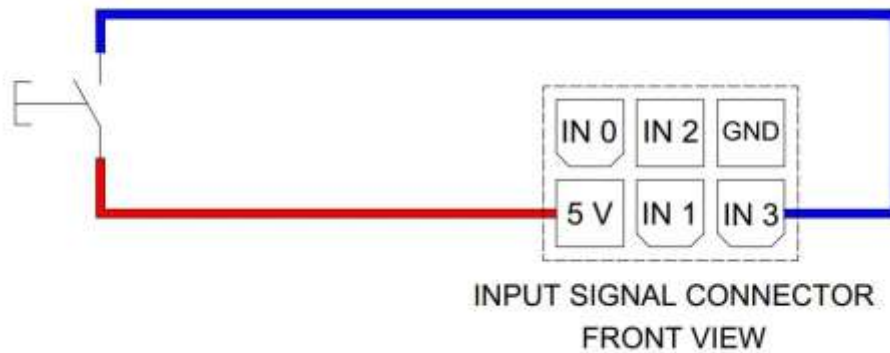 IN 0 IN 2 GND
5 V IN 1 IN 3
INPUT SIGNAL CONNECTOR
FRONT VIEW